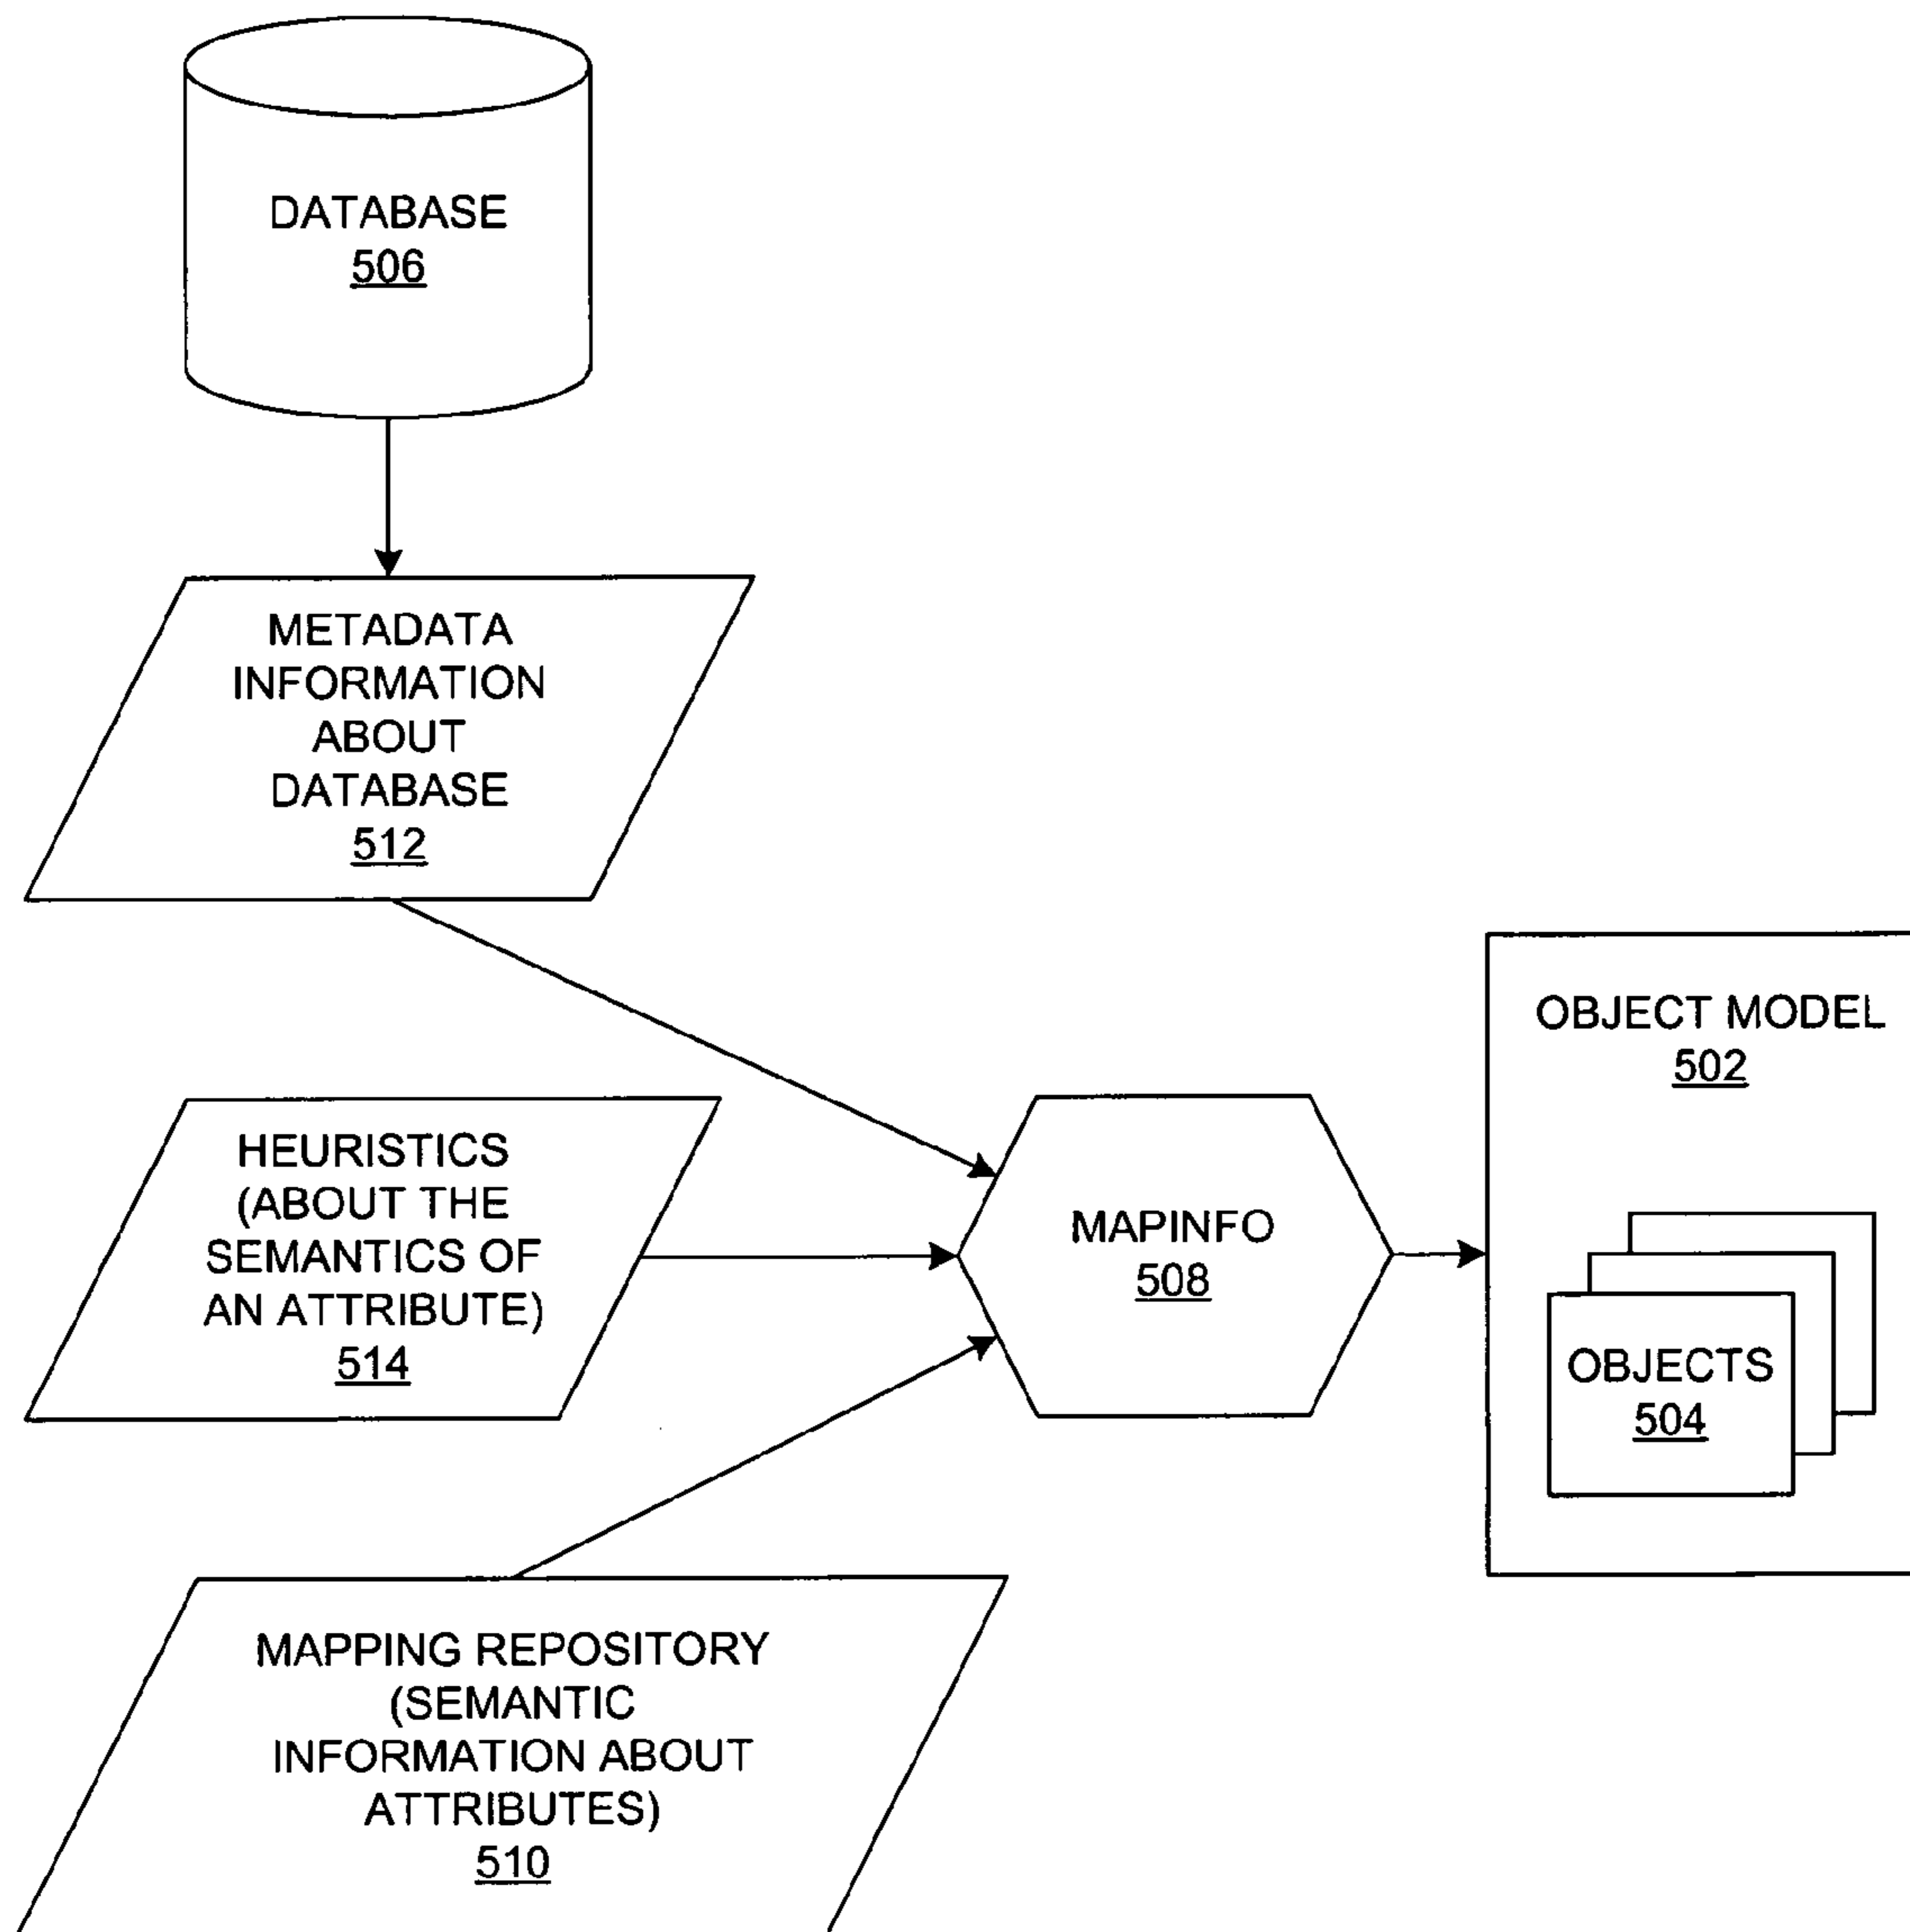 DATABASE
506
METADATA
INFORMATION
ABOUT
DATABASE
512
HEURISTICS
(ABOUT THE
SEMANTICS OF
AN ATTRIBUTE)
514
MAPPING REPOSITORY
(SEMANTIC
INFORMATION ABOUT
ATTRIBUTES)
510
MAPINFO
508
OBJECT MODEL
502
OBJECTS
504